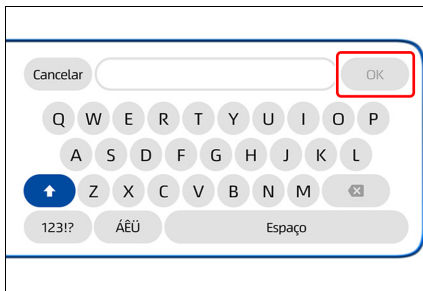 Cancelar OK
Q W E R T Y U I O P
A S D F G H J K L
Z X C V B N M
123!? ÁÊÜ Espaço